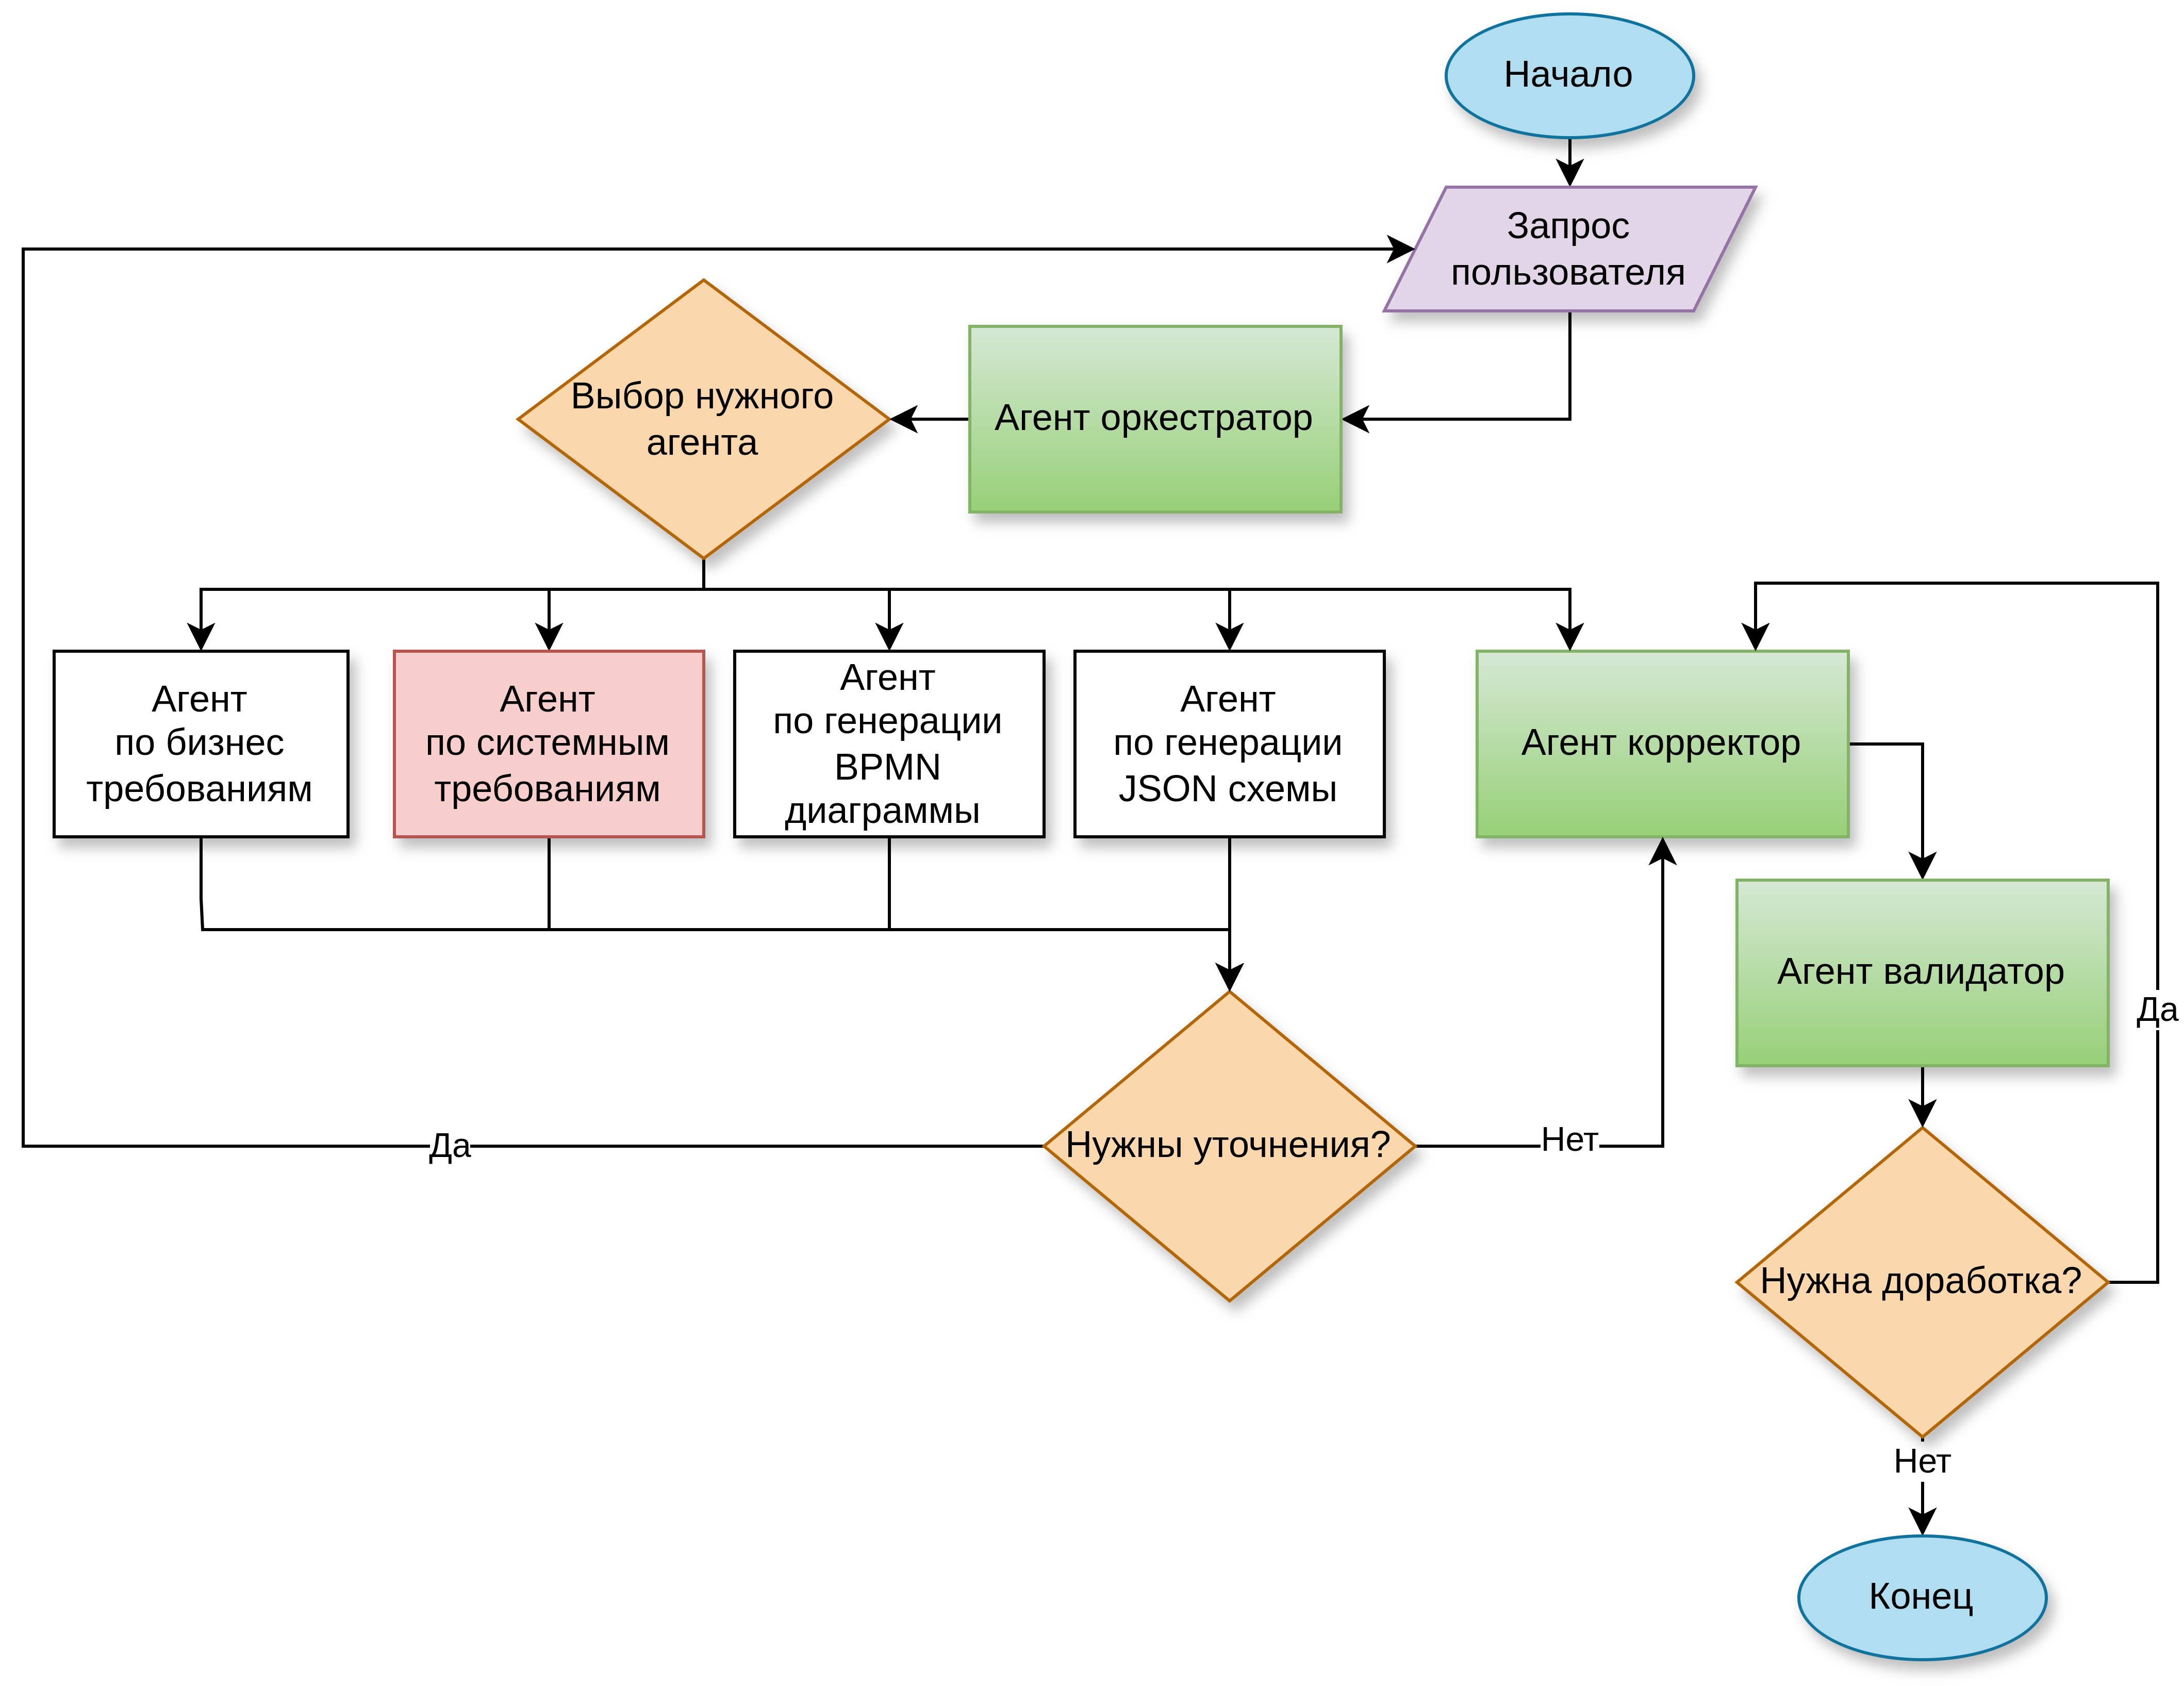 Начало
Запрос
пользователя
Выбор нужного
агента
Агент оркестратор
Агент
по бизнес
требованиям
Агент
по системным
требованиям
Агент
по генерации
BPMN
диаграммы
Агент
по генерации
JSON схемы
Агент корректор
Агент валидатор
Да
Нужны уточнения?
Нет
Да
Нужна доработка?
Нет
Конец